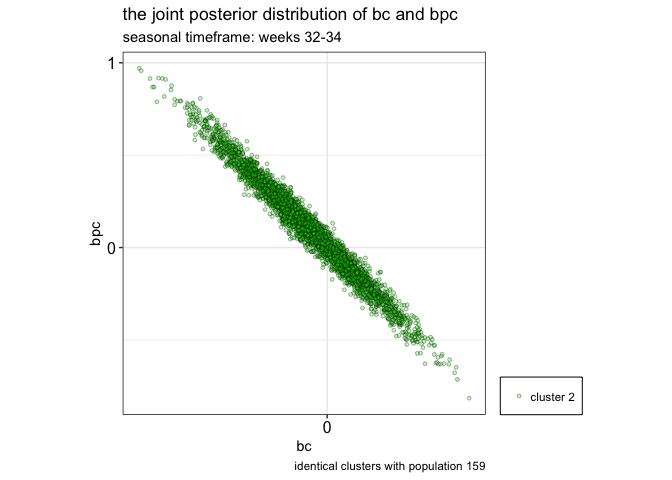 the joint posterior distribution of bc and bpc
seasonal timeframe: weeks 32-34
1
bpc
0
cluster 2
0
bc
identical clusters with population 159